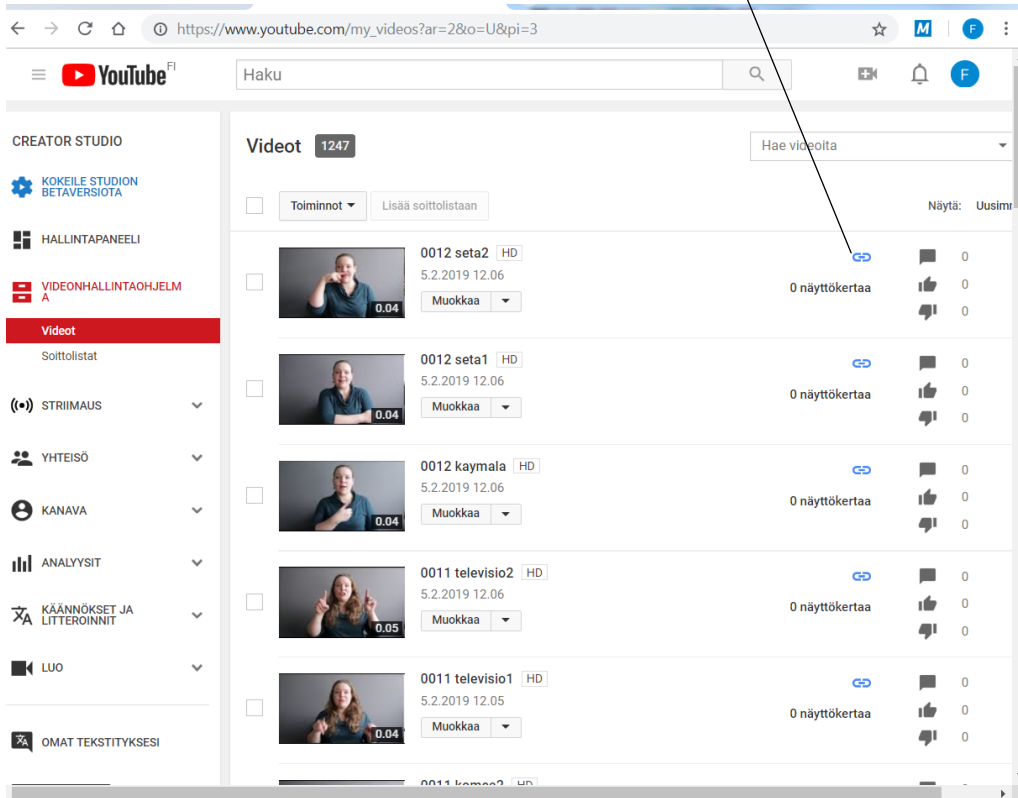 https://www.youtube.com/my_videos?ar=2&o=U&pi=3
M
F
YouTube FI
Haku
F
CREATOR STUDIO
KOKEILE STUDION
BETAVERSIOTA
HALLINTAPANEELI
VIDEONHALLINTAOHJELM
A
Videot
Soittolistat
STRIIMAUS
YHTEISÖ
KANAVA
ANALYYSIT
KÄÄNNÖKSET JA
LITTEROINNIT
LUO
OMAT TEKSTITYKSESI
Videot 1247
Hae videoita
Toiminnot
Lisää soittolistaan
Näytä:
0012 seta2 HD
5.2.2019 12.06
Muokkaa
0.04
0 näyttökertaa
0
0
0
0012 seta1 HD
5.2.2019 12.06
Muokkaa
0.04
0 näyttökertaa
0
0
0
0012 kaymala HD
5.2.2019 12.06
Muokkaa
0.04
0 näyttökertaa
0
0
0
0011 televisio2 HD
5.2.2019 12.06
Muokkaa
0.05
0 näyttökertaa
0
0
0
0011 televisio1 HD
5.2.2019 12.05
Muokkaa
0.04
0 näyttökertaa
0
0
0
0011
HD